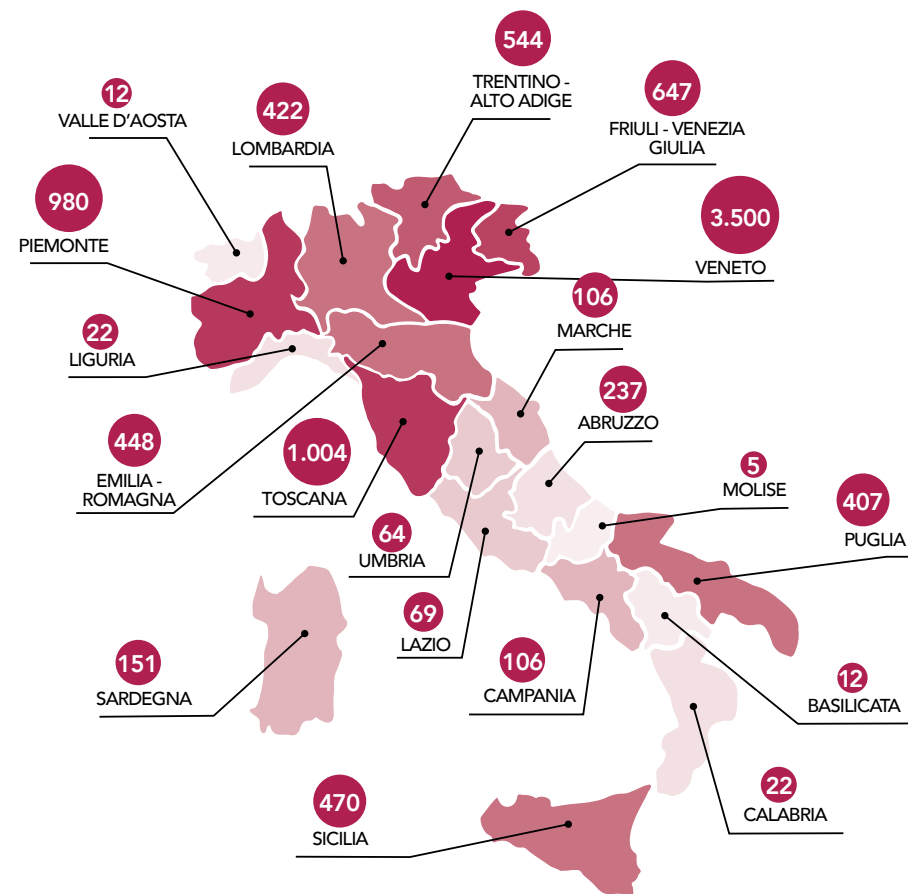 544
TRENTINO -
ALTO ADIGE
12
VALLE D'AOSTA
422
LOMBARDIA
647
FRIULI - VENEZIA
GIULIA
980
PIEMONTE
3.500
VENETO
106
MARCHE
22
LIGURIA
237
ABRUZZO
448
EMILIA -
ROMAGNA
1.004
TOSCANA
5
MOLISE
407
PUGLIA
64
UMBRIA
69
LAZIO
151
SARDEGNA
106
CAMPANIA
12
BASILICATA
22
CALABRIA
470
SICILIA